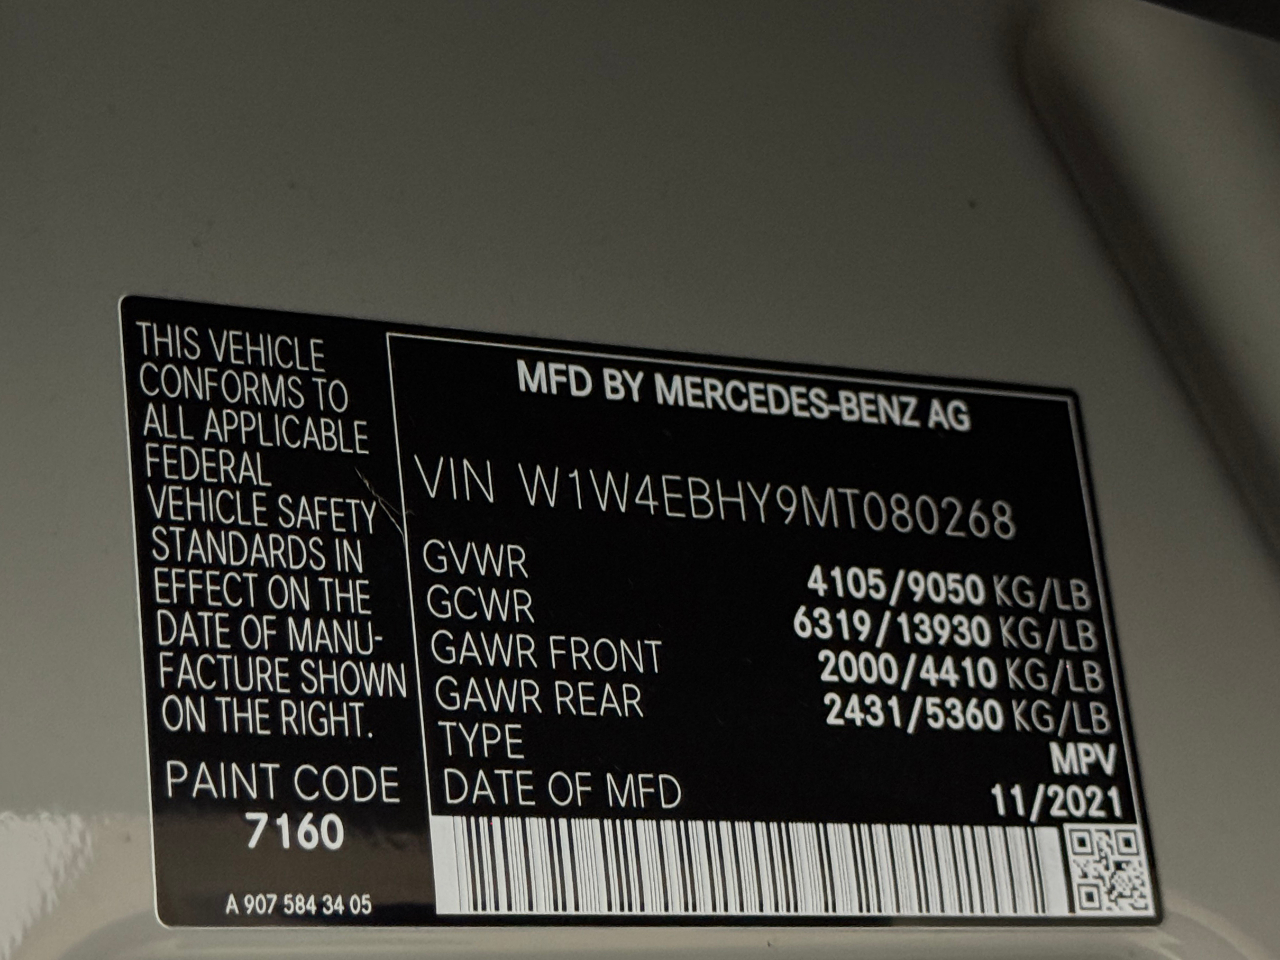 THIS VEHICLE
CONFORMS TO
ALL APPLICABLE
FEDERAL
VEHICLE SAFETY
STANDARDS IN
EFFECT ON THE
DATE OF MANU-
FACTURE SHOWN
ON THE RIGHT.
PAINT CODE
7160
A 907 584 34 05
MFD BY MERCEDES-BENZ AG
VIN W1W4EBHY9MT080268
GVWR 4105/9050 KG/LB
GCWR 6319/13930 KG/LB
GAWR FRONT 2000/4410 KG/LB
GAWR REAR 2431/5360 KG/LB
TYPE MPV
DATE OF MFD 11/2021